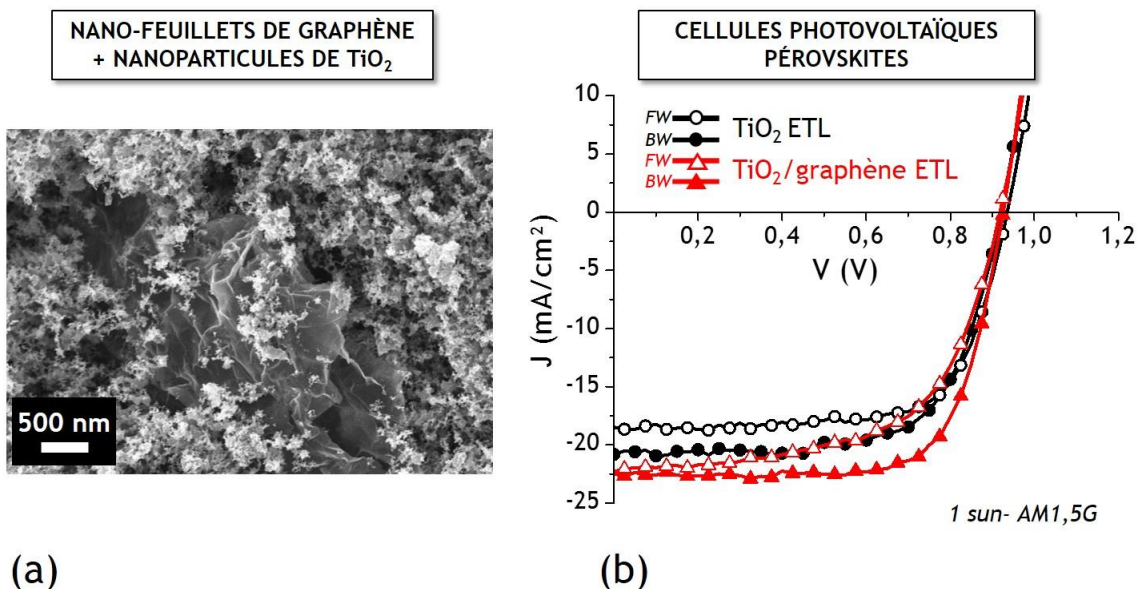 NANO-FEUILLETS DE GRAPHÈNE
+ NANOPARTICULES DE TiO₂
500 nm
(a)
CELLULES PHOTOVOLTAÏQUES
PÉROVSKITES
J (mA/cm²)
10
5
0
-5
-10
-15
-20
-25
FW
BW
TiO₂ ETL
FW
BW
TiO₂/graphène ETL
0,2
0,4
0,6
0,8
1,0
1,2
V (V)
1 sun- AM1,5G
(b)